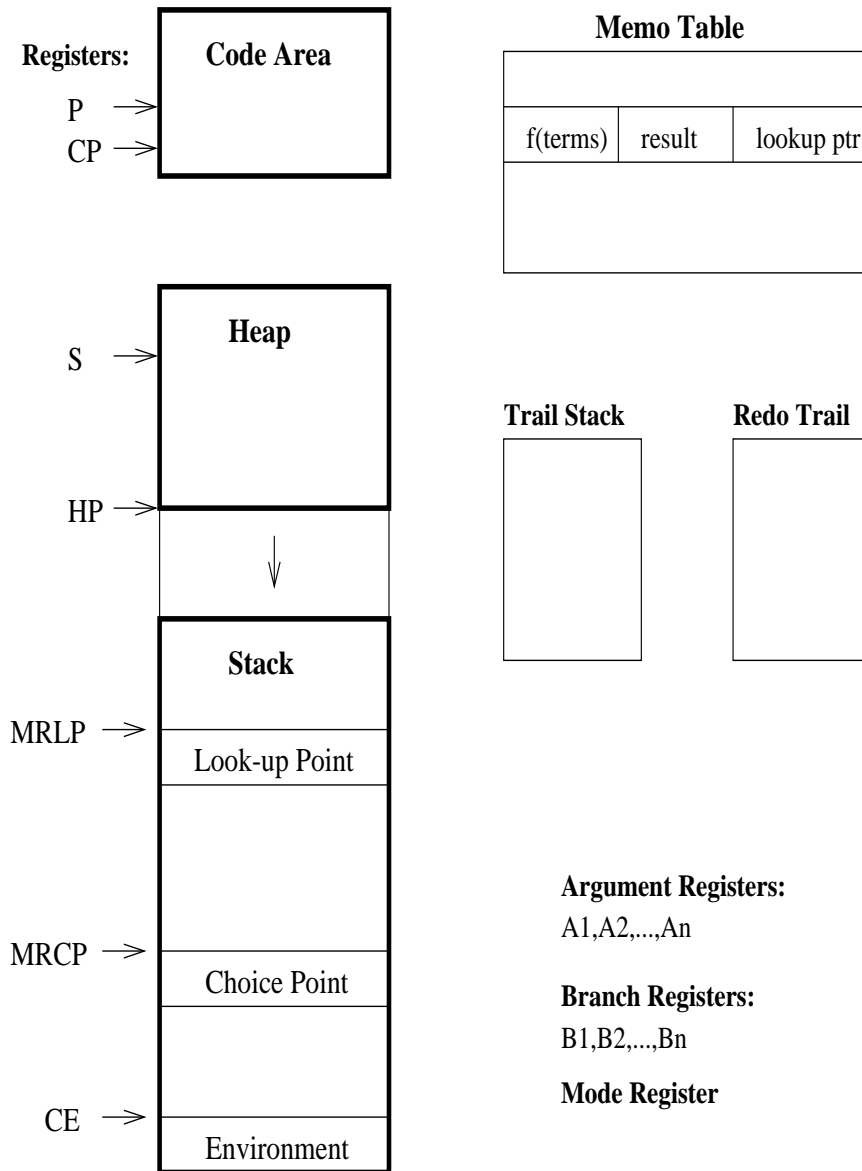 Registers:
Code Area
P
CP
Memo Table
f(terms) result lookup ptr
Heap
S
HP
Trail Stack
Redo Trail
Stack
MRLP
Look-up Point
MRCP
Choice Point
CE
Environment
Argument Registers:
A1,A2,...,An
Branch Registers:
B1,B2,...,Bn
Mode Register